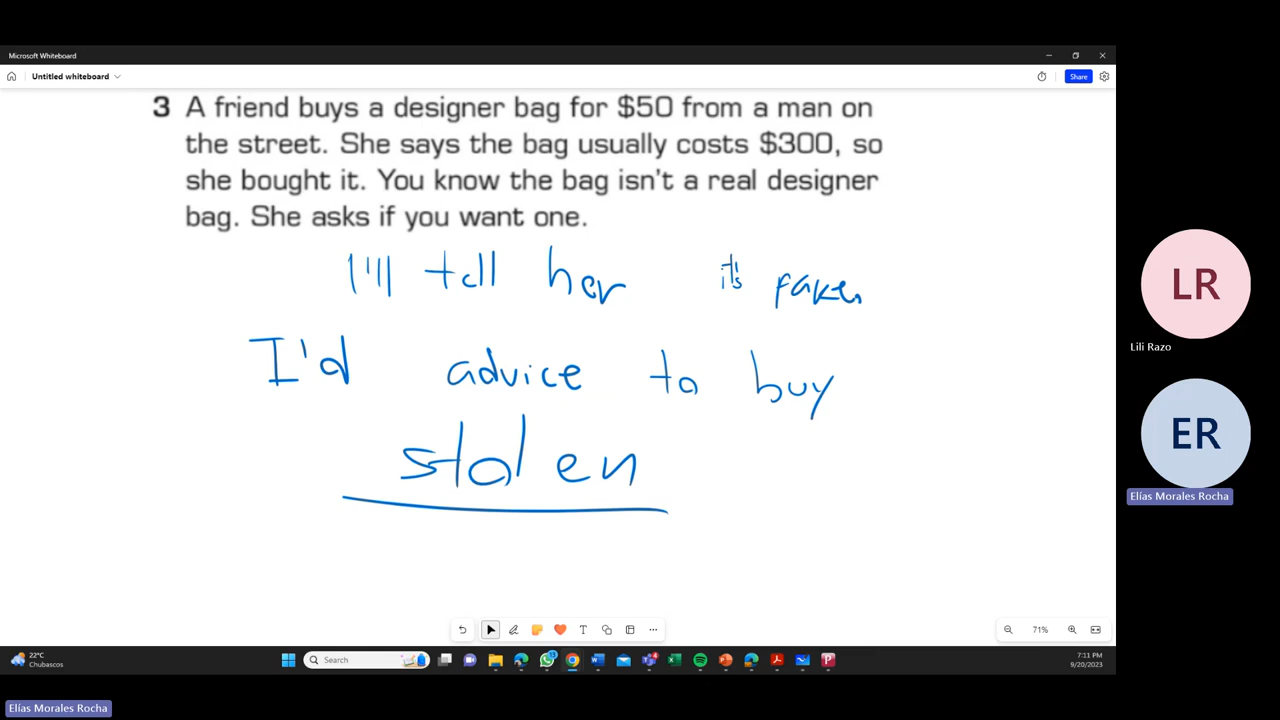 Microsoft Whiteboard
Untitled whiteboard
Share
3 A friend buys a designer bag for $50 from a man on
the street. She says the bag usually costs $300, so
she bought it. You know the bag isn't a real designer
bag. She asks if you want one.
I'll tell her it's fake.
I'd advice to buy
stolen
LR
Lili Razo
ER
Elías Morales Rocha
71%
22°C
Chubascos
Search
7:11 PM
9/20/2023
Elías Morales Rocha